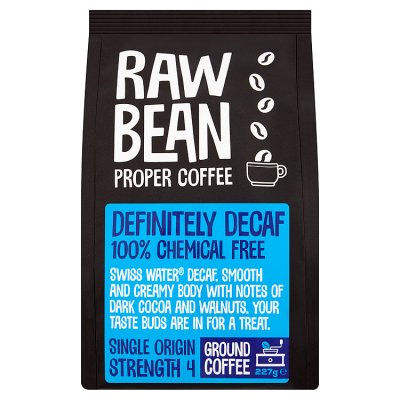 RAW
BEAN
PROPER COFFEE
DEFINITELY DECAF
100% CHEMICAL FREE
SWISS WATER® DECAF. SMOOTH
AND CREAMY BODY WITH NOTES OF
DARK COCOA AND WALNUTS. YOUR
TASTE BUDS ARE IN FOR A TREAT.
SINGLE ORIGIN
STRENGTH 4
GROUND
COFFEE
227g ℮